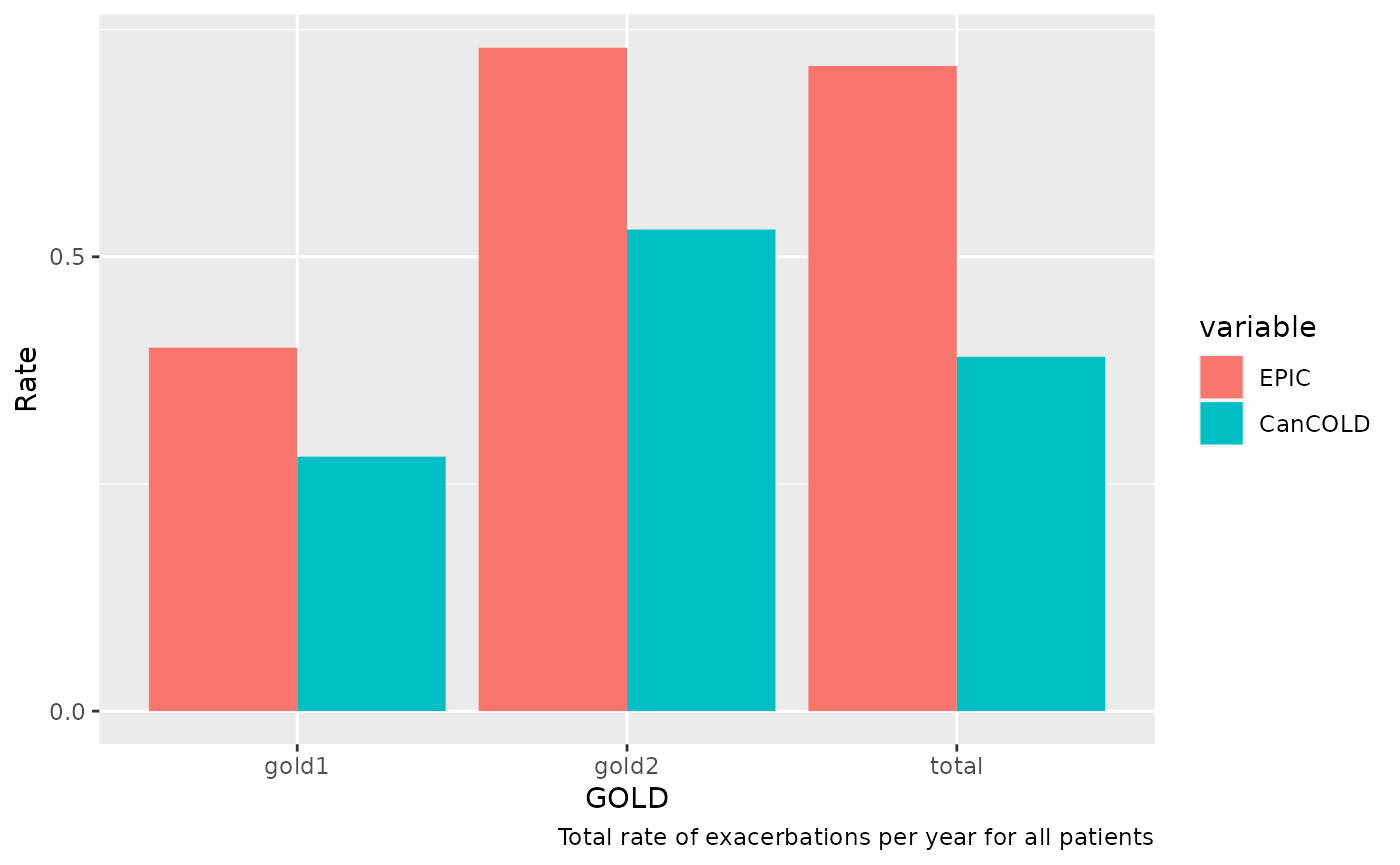 0.5
0.0
Rate
gold1
gold2
total
GOLD
Total rate of exacerbations per year for all patients
variable
EPIC
CanCOLD